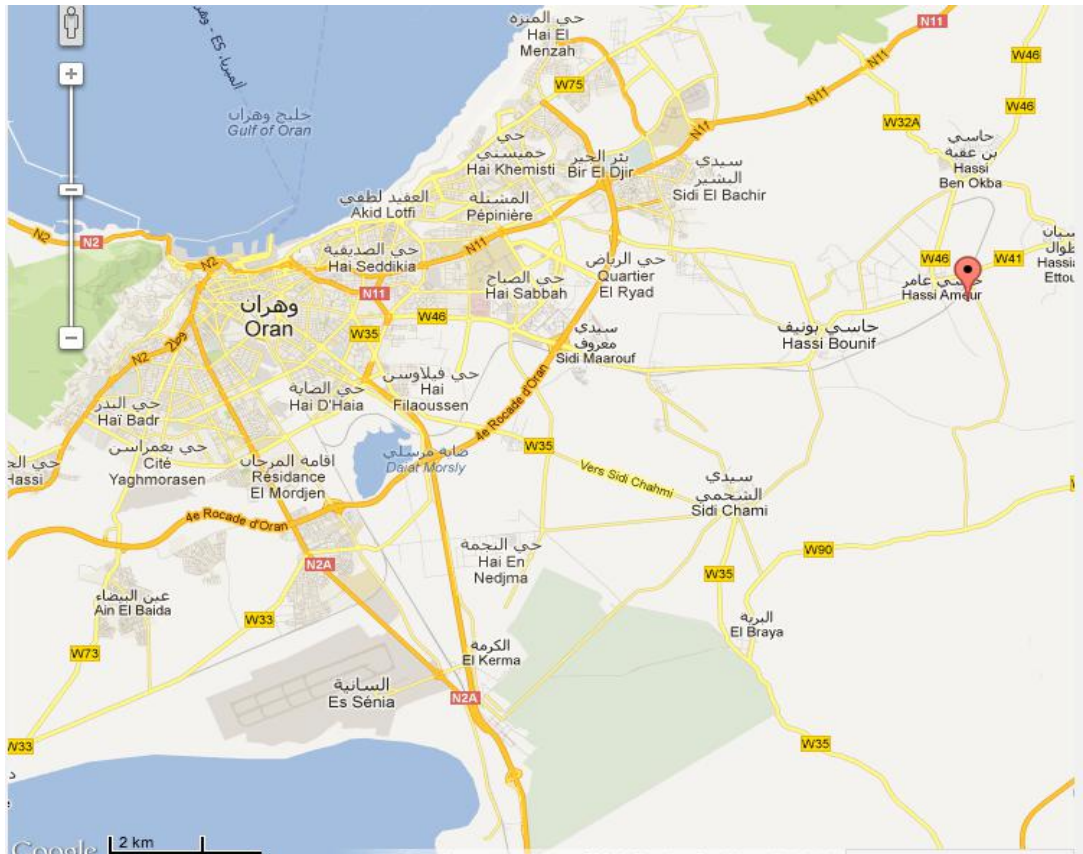 حي المنزه
Hai El
Menzah
N11
N11
N11
W46
W46
W32A
W75
خليج وهران
Gulf of Oran
حي
خميستي
Hai Khemisti
بئر الجير
Bir El Djir
N11
سيدي
البشير
Sidi El Bachir
حاسي
بن عقبة
Hassi
Ben Okba
العقيد لطفي
Akid Lotfi
المشتلة
Pépinière
N2
N2
N2
حي الصديقية
Hai Seddikia
N11
N11
حي الصباح
Hai Sabbah
حي الرياض
Quartier
El Ryad
W46
W41
حاسي عامر
Hassi Ameur
Hassia
Ettou
وهران
Oran
W35
W46
سيدي
معروف
Sidi Maarouf
حاسي بونيف
Hassi Bounif
N2
حي فيلاوسن
Hai
Filaoussen
حي الضاية
Hai D'Haia
حي البدر
Haï Badr
4e Rocade d'Oran
حي يغمراسن
Cité
Yaghmorasen
اقامة المرجان
Résidance
El Mordjen
ضاية مرسلي
Daiat Morsly
W35
Vers Sidi Chahmi
سيدي
الشحمي
Sidi Chami
Hassi
4e Rocade d'Oran
حي النجمة
Hai En
Nedjma
W90
N2A
W35
عين البيضاء
Ain El Baida
W33
البرية
El Braya
W73
الكرمة
El Kerma
السانية
Es Sénia
N2A
W33
W35
Google
2 km